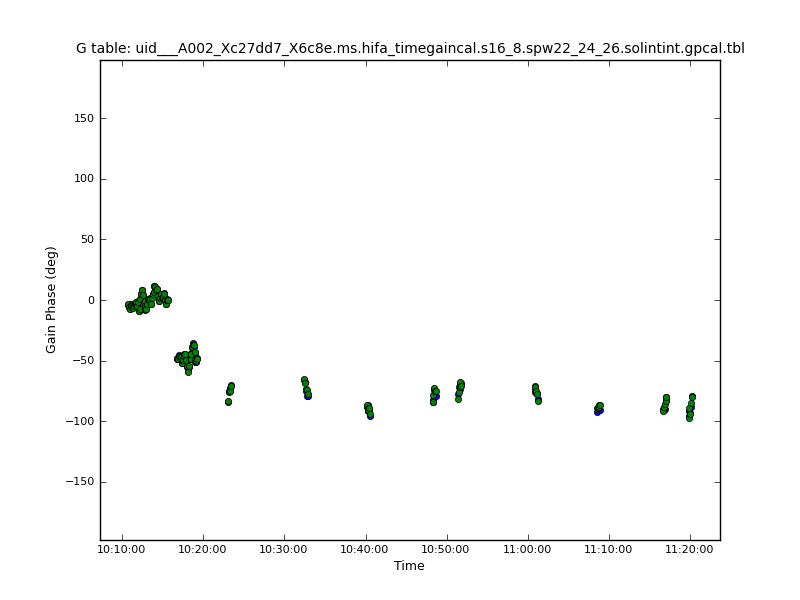 G table: uid___A002_Xc27dd7_X6c8e.ms.hifa_timegaincal.s16_8.spw22_24_26.solintint.gpcal.tbl
Gain Phase (deg)
150
100
50
0
−50
−100
−150
10:10:00 10:20:00 10:30:00 10:40:00 10:50:00 11:00:00 11:10:00 11:20:00
Time